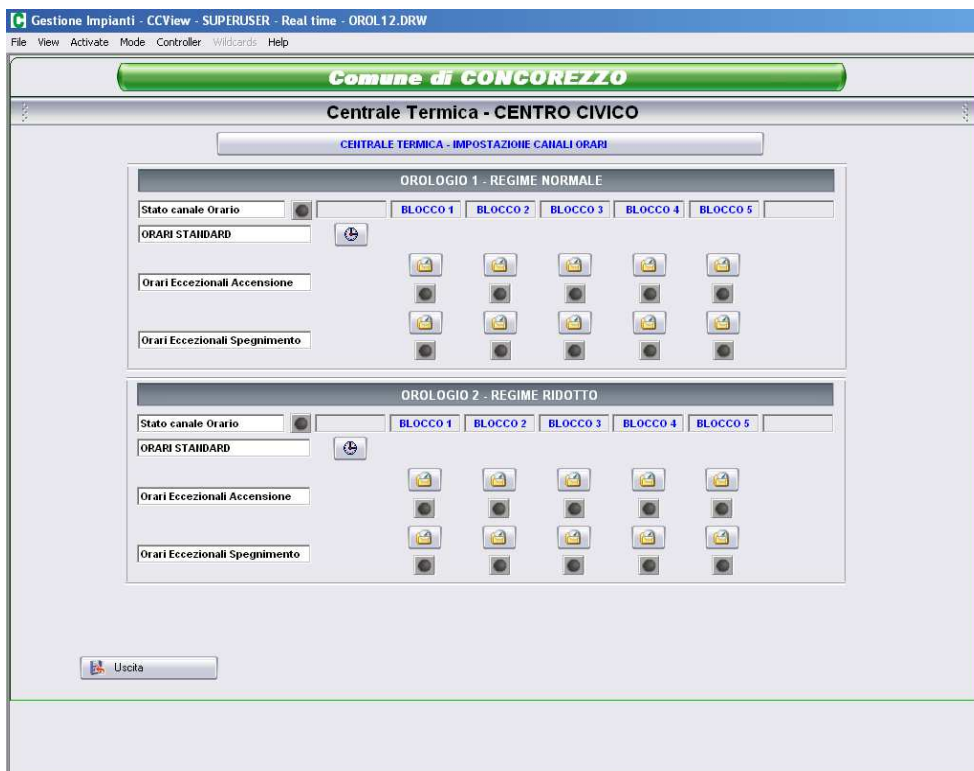 Gestione Impianti - CCView - SUPERUSER - Real time - OROL12.DRW
File View Activate Mode Controller Wildcards Help
Comune di CONCOREZZO
Centrale Termica - CENTRO CIVICO
CENTRALE TERMICA - IMPOSTAZIONE CANALI ORARI
OROLOGIO 1 - REGIME NORMALE
Stato canale Orario BLOCCO 1 BLOCCO 2 BLOCCO 3 BLOCCO 4 BLOCCO 5
ORARI STANDARD
Orari Eccezionali Accensione
Orari Eccezionali Spegnimento
OROLOGIO 2 - REGIME RIDOTTO
Stato canale Orario BLOCCO 1 BLOCCO 2 BLOCCO 3 BLOCCO 4 BLOCCO 5
ORARI STANDARD
Orari Eccezionali Accensione
Orari Eccezionali Spegnimento
Uscita